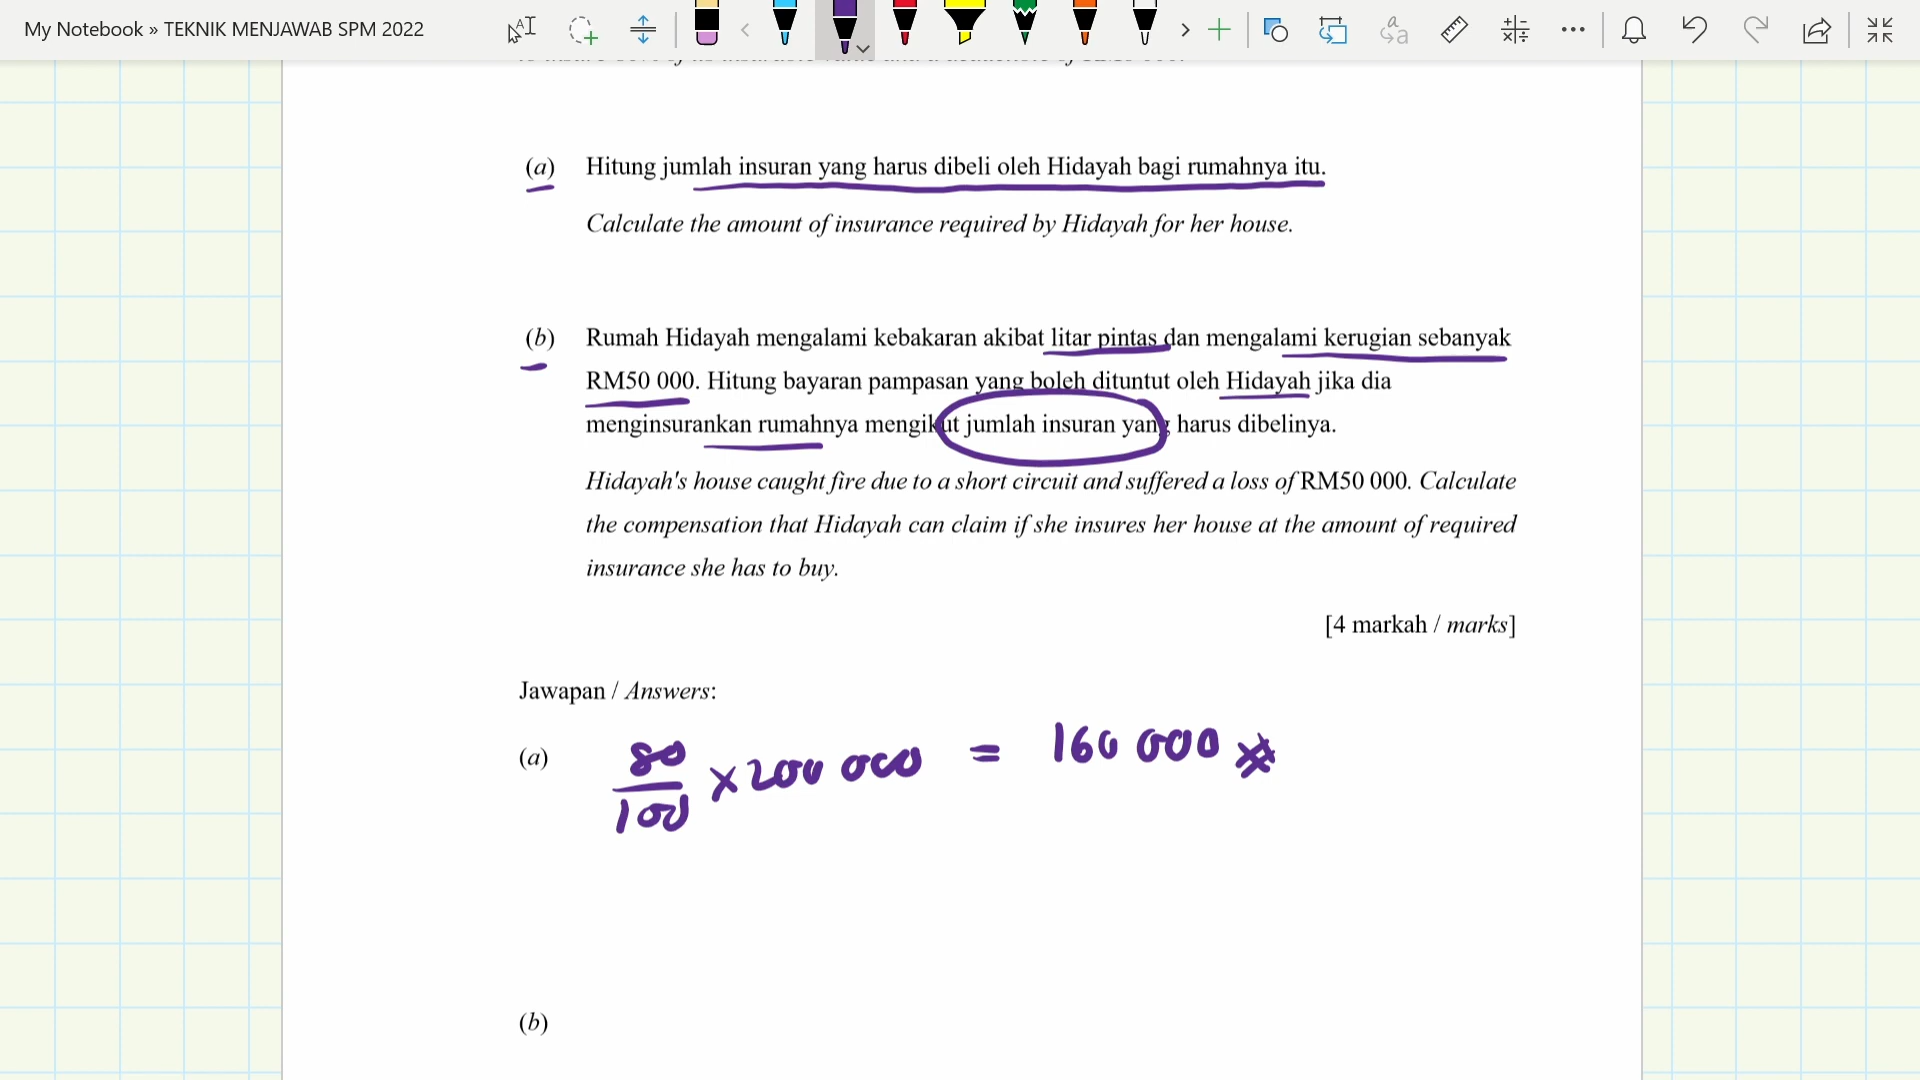 My Notebook » TEKNIK MENJAWAB SPM 2022
(a) Hitung jumlah insuran yang harus dibeli oleh Hidayah bagi rumahnya itu.
Calculate the amount of insurance required by Hidayah for her house.
(b) Rumah Hidayah mengalami kebakaran akibat litar pintas dan mengalami kerugian sebanyak
RM50 000. Hitung bayaran pampasan yang boleh dituntut oleh Hidayah jika dia
menginsurankan rumahnya mengikut jumlah insuran yang harus dibelinya.
Hidayah's house caught fire due to a short circuit and suffered a loss of RM50 000. Calculate
the compensation that Hidayah can claim if she insures her house at the amount of required
insurance she has to buy.
[4 markah / marks]
Jawapan / Answers:
(a) 80/100 × 200 000 = 160 000
(b)